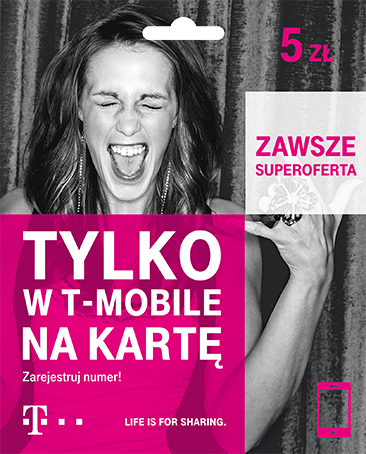 5 ZŁ
ZAWSZE
SUPEROFERTA
TYLKO
W T-MOBILE
NA KARTĘ
Zarejestruj numer!
T
LIFE IS FOR SHARING.